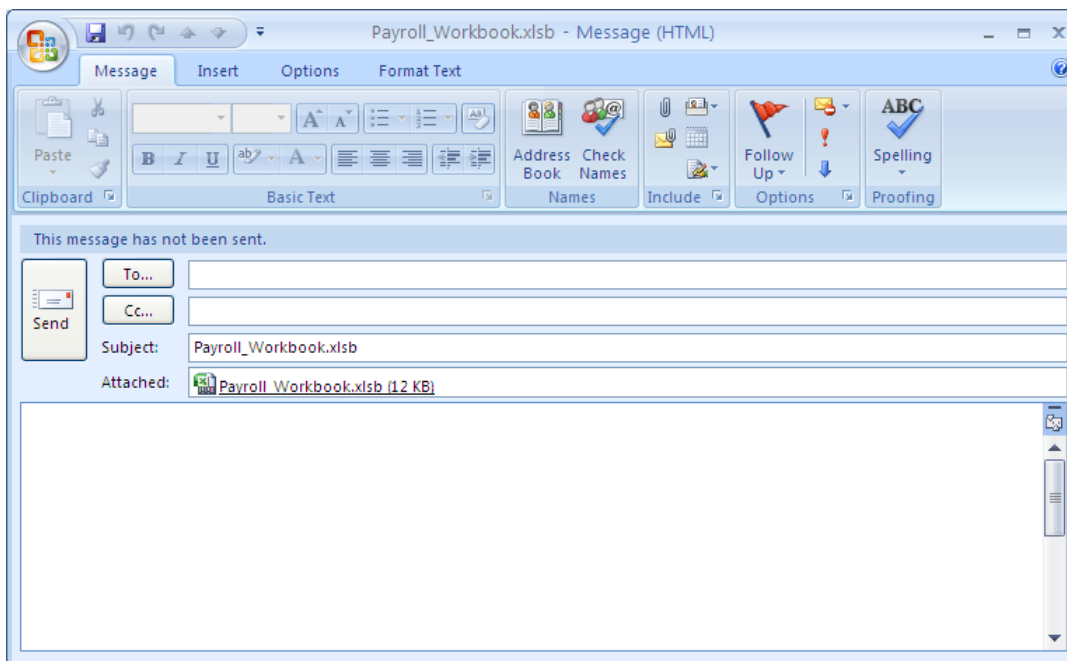 Payroll_Workbook.xlsb - Message (HTML)
Message Insert Options Format Text
Paste
Clipboard
B I U ab A
Basic Text
Address Book
Check Names
Names
Include
Follow Up
Options
ABC
Spelling
Proofing
This message has not been sent.
Send
To...
Cc...
Subject: Payroll_Workbook.xlsb
Attached: Payroll_Workbook.xlsb (12 KB)